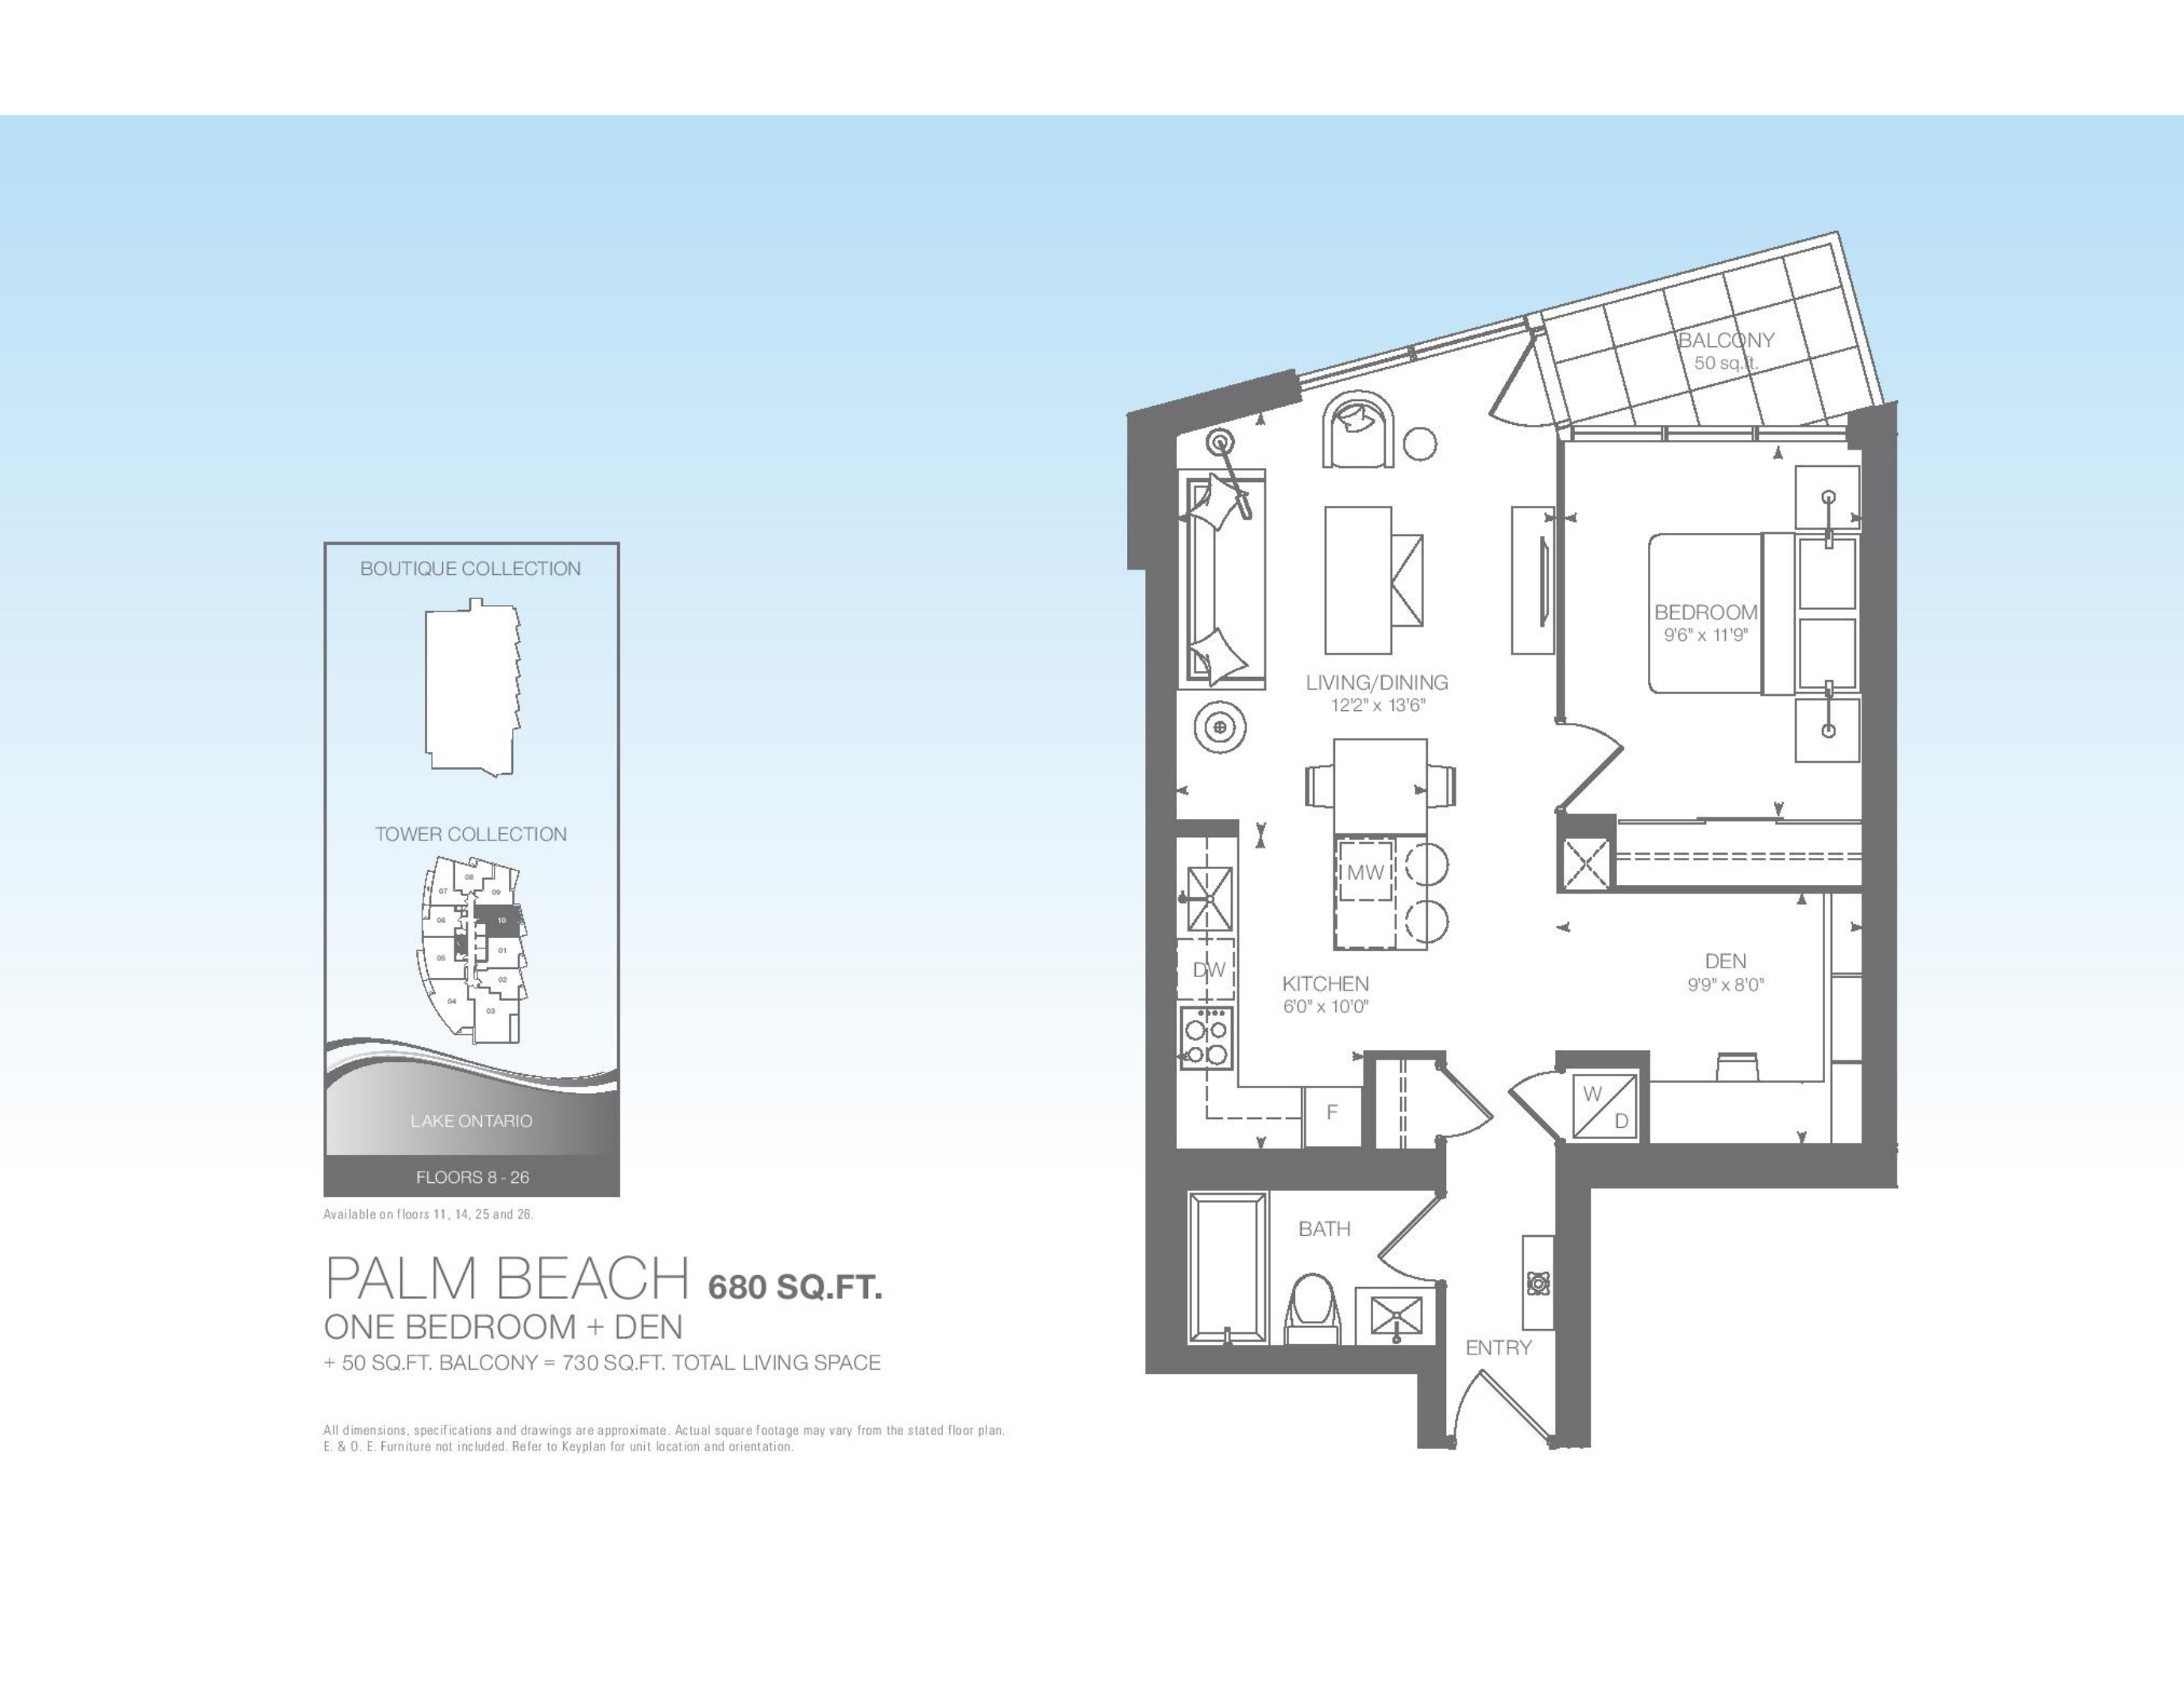 BOUTIQUE COLLECTION
TOWER COLLECTION
08
07
09
06
10
05
01
02
04
03
LAKE ONTARIO
FLOORS 8 - 26
Available on floors 11, 14, 25 and 26.
PALM BEACH 680 SQ.FT.
ONE BEDROOM + DEN
+ 50 SQ.FT. BALCONY = 730 SQ.FT. TOTAL LIVING SPACE
All dimensions, specifications and drawings are approximate. Actual square footage may vary from the stated floor plan.
E. & O. E. Furniture not included. Refer to Keyplan for unit location and orientation.
BALCONY
50 sq.ft.
BEDROOM
9'6" x 11'9"
LIVING/DINING
12'2" x 13'6"
MW
DW
KITCHEN
6'0" x 10'0"
DEN
9'9" x 8'0"
F
W
D
BATH
ENTRY